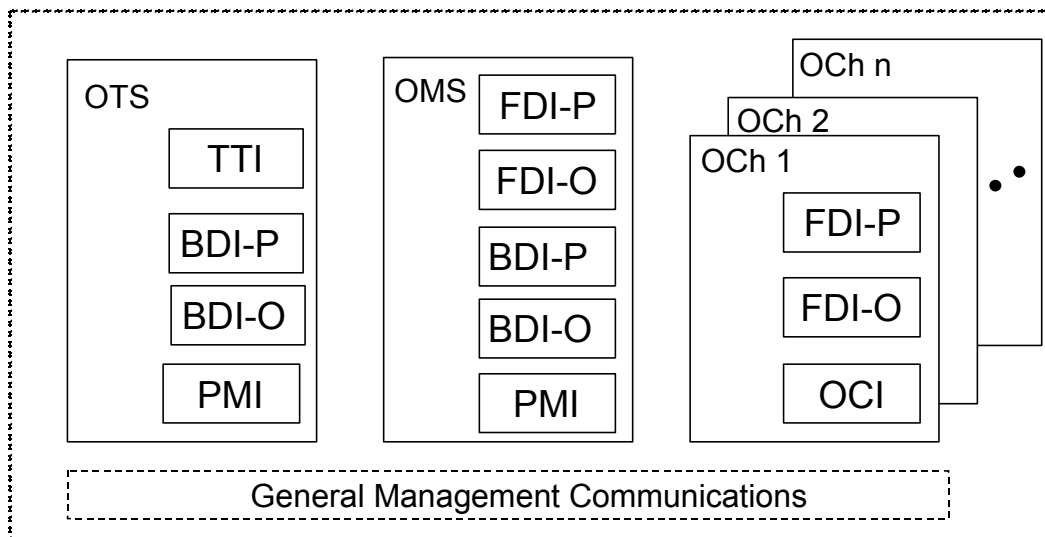 OTS
TTI
BDI-P
BDI-O
PMI
OMS
FDI-P
FDI-O
BDI-P
BDI-O
PMI
OCh n
OCh 2
OCh 1
FDI-P
FDI-O
OCI
General Management Communications